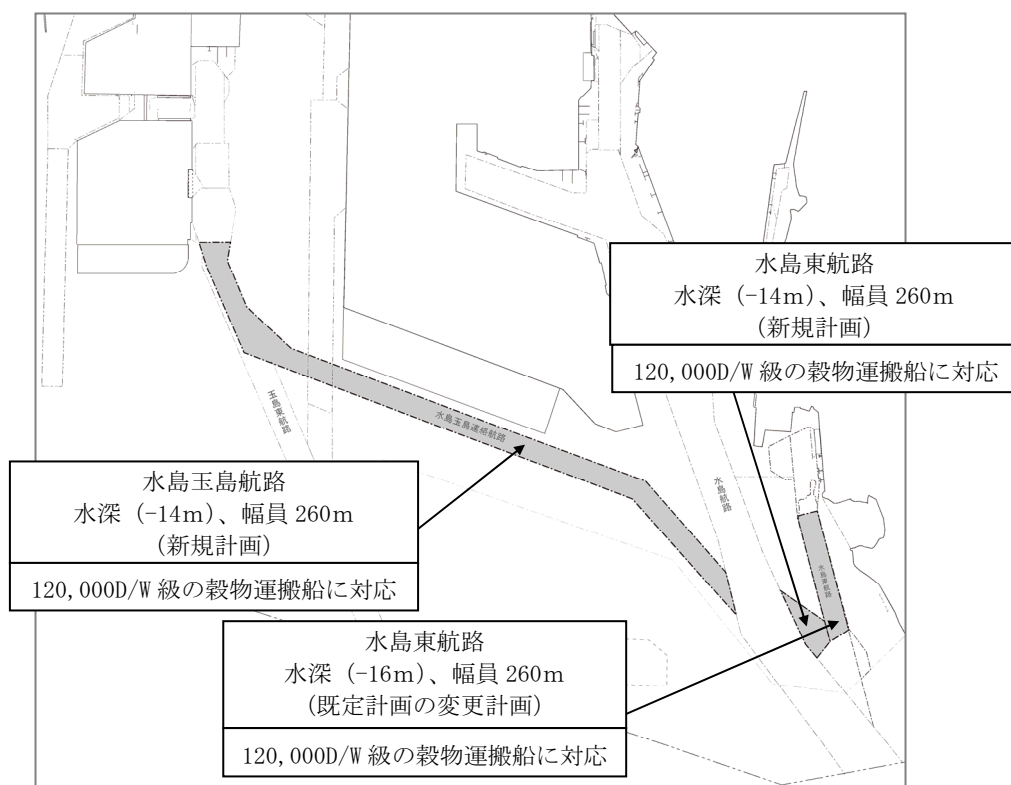 水島東航路
水深（-14m）、幅員 260m
(新規計画)
120,000D/W 級の穀物運搬船に対応
玉島東航路
水島玉島連絡航路
水島航路
水島東航路
水島玉島航路
水深（-14m）、幅員 260m
(新規計画)
120,000D/W 級の穀物運搬船に対応
水島東航路
水深（-16m）、幅員 260m
(既定計画の変更計画)
120,000D/W 級の穀物運搬船に対応